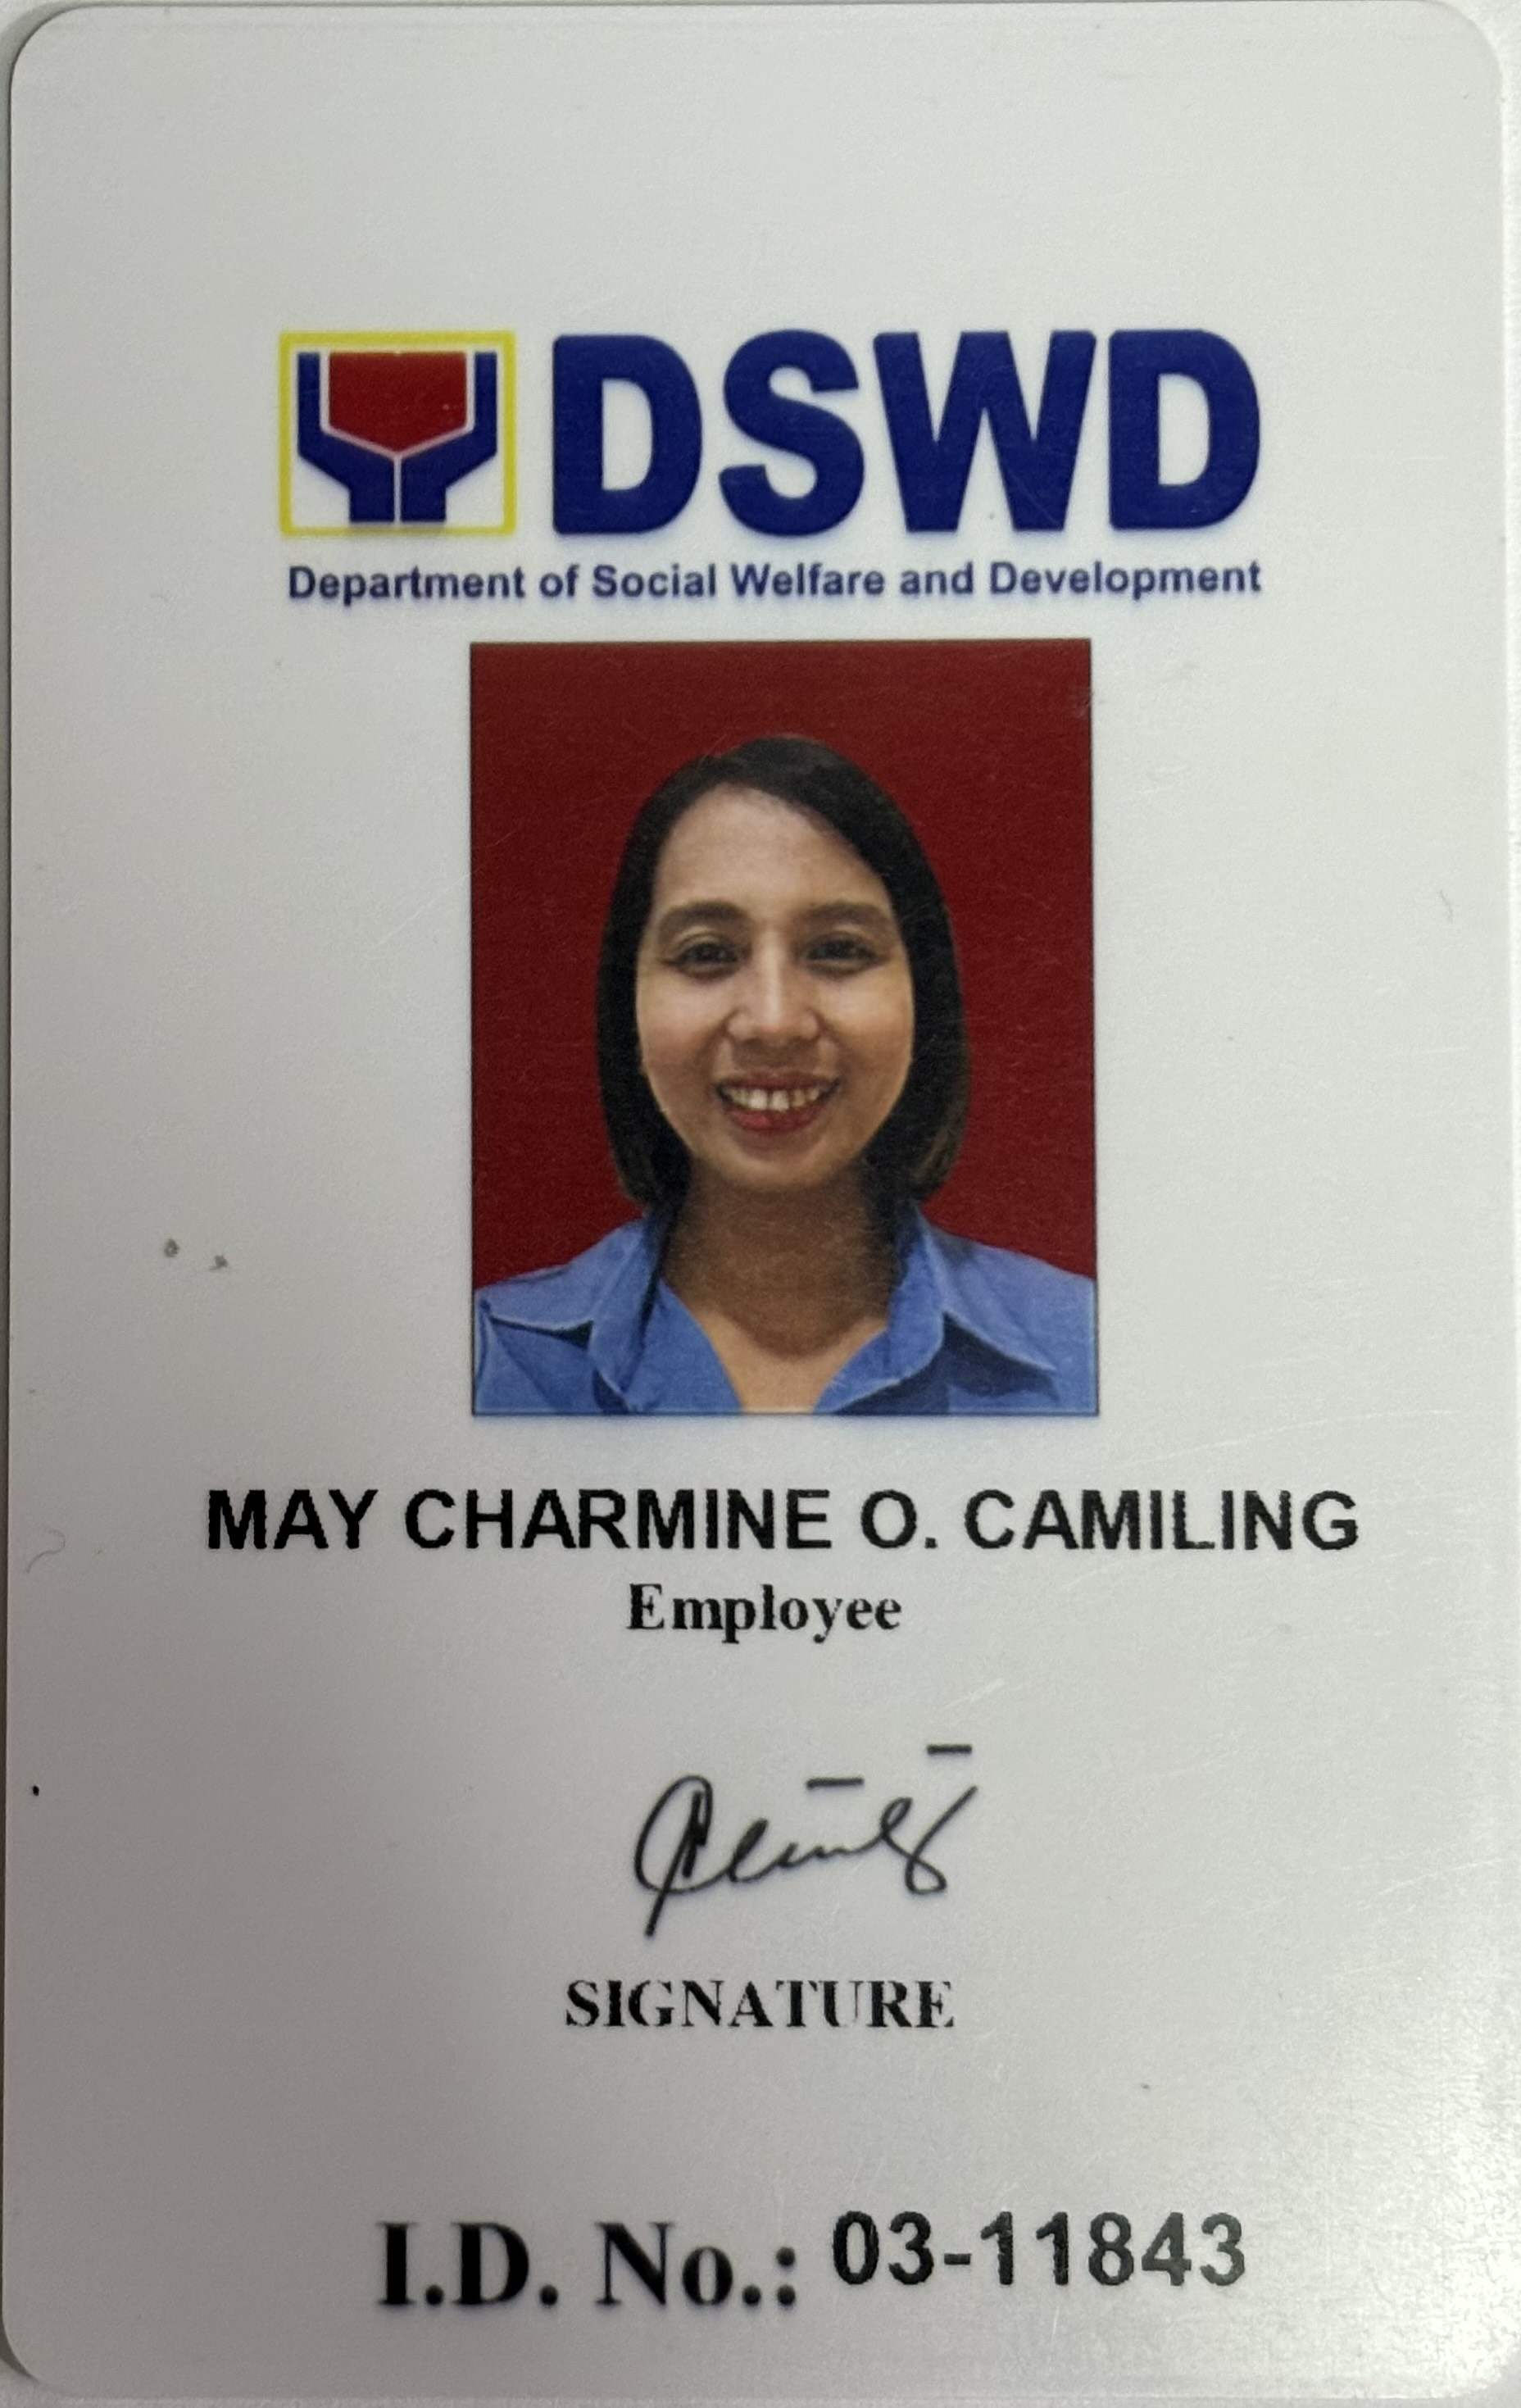 DSWD
Department of Social Welfare and Development
MAY CHARMINE O. CAMILING
Employee
SIGNATURE
I.D. No.: 03-11843